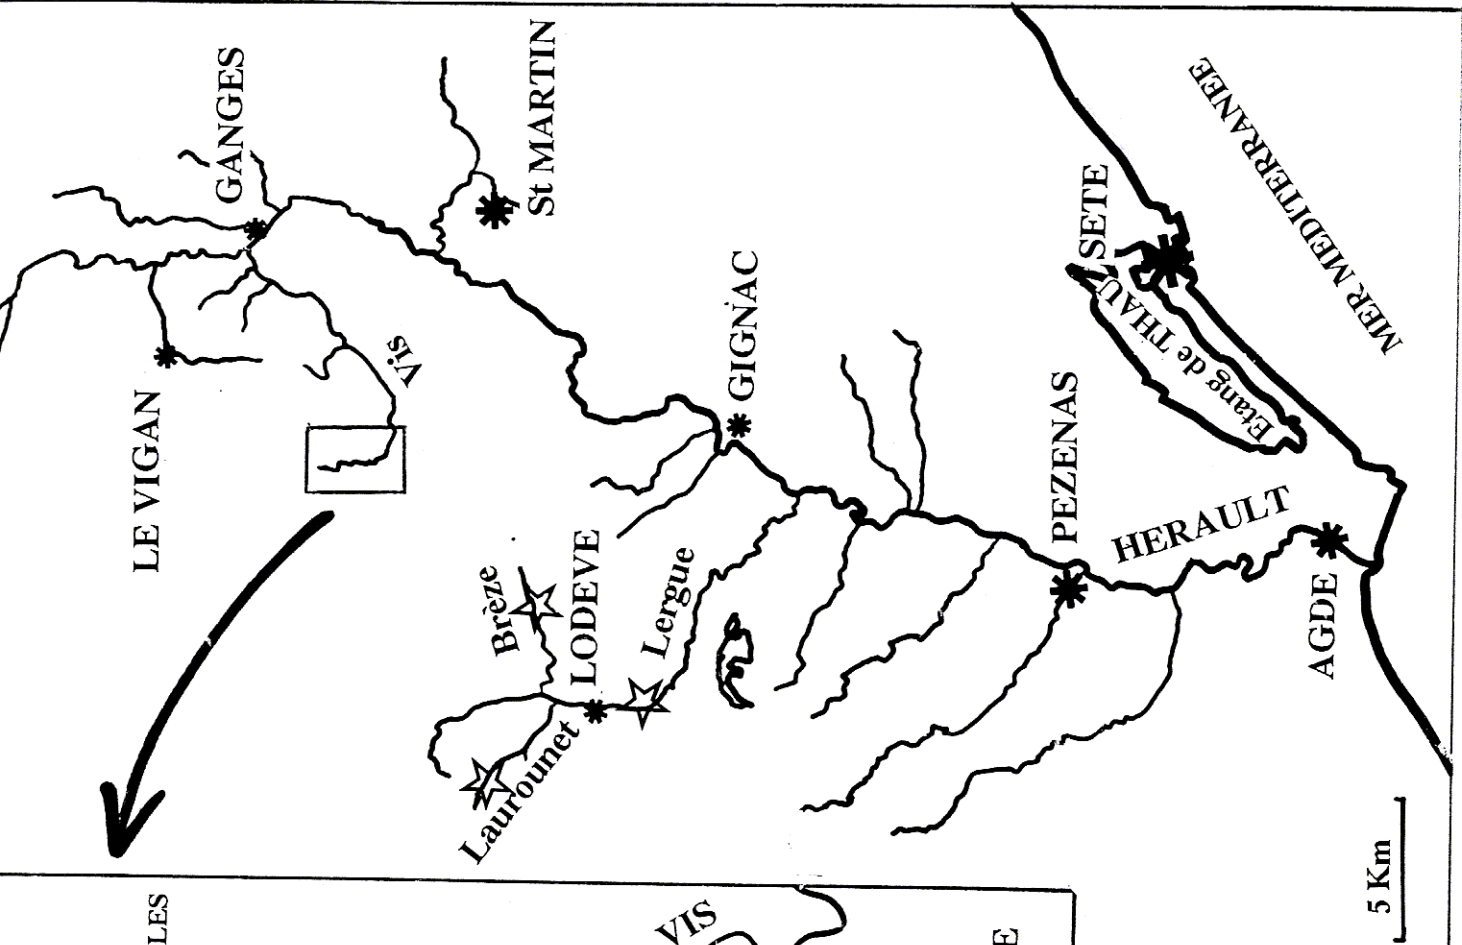 GANGES
St MARTIN
LE VIGAN
Vis
GIGNAC
SETE
MER MEDITERRANEE
Etang de THAU
PEZENAS
HERAULT
AGDE
Brèze
LODEVE
Lergue
Laurounet
5 Km
LES
VIS
E